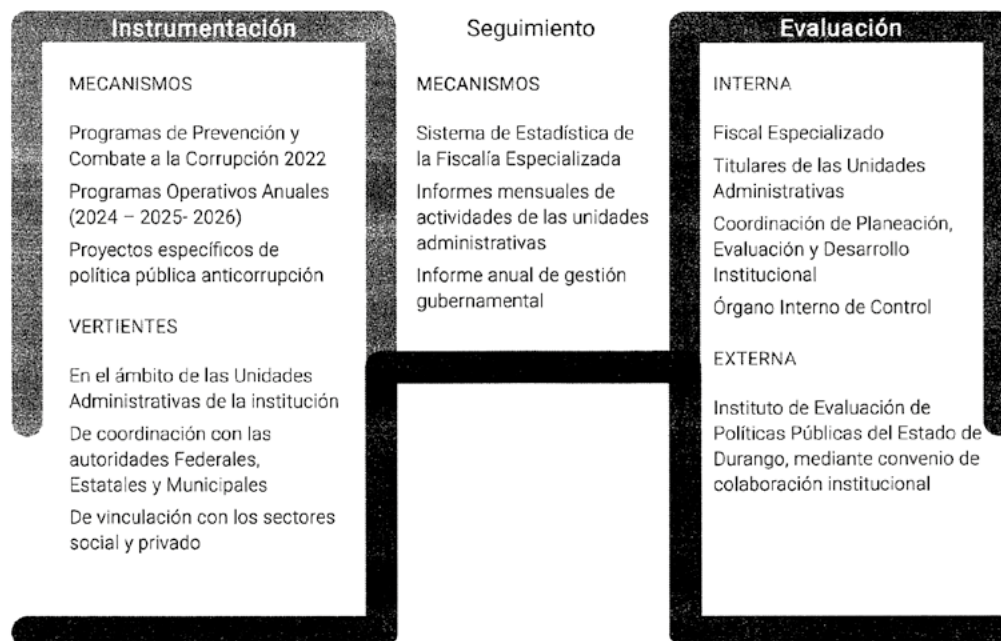 Instrumentación
MECANISMOS
Programas de Prevención y
Combate a la Corrupción 2022
Programas Operativos Anuales
(2024 – 2025- 2026)
Proyectos específicos de
política pública anticorrupción
VERTIENTES
En el ámbito de las Unidades
Administrativas de la institución
De coordinación con las
autoridades Federales,
Estatales y Municipales
De vinculación con los sectores
social y privado
Seguimiento
MECANISMOS
Sistema de Estadística de
la Fiscalía Especializada
Informes mensuales de
actividades de las unidades
administrativas
Informe anual de gestión
gubernamental
Evaluación
INTERNA
Fiscal Especializado
Titulares de las Unidades
Administrativas
Coordinación de Planeación,
Evaluación y Desarrollo
Institucional
Órgano Interno de Control
EXTERNA
Instituto de Evaluación de
Políticas Públicas del Estado de
Durango, mediante convenio de
colaboración institucional